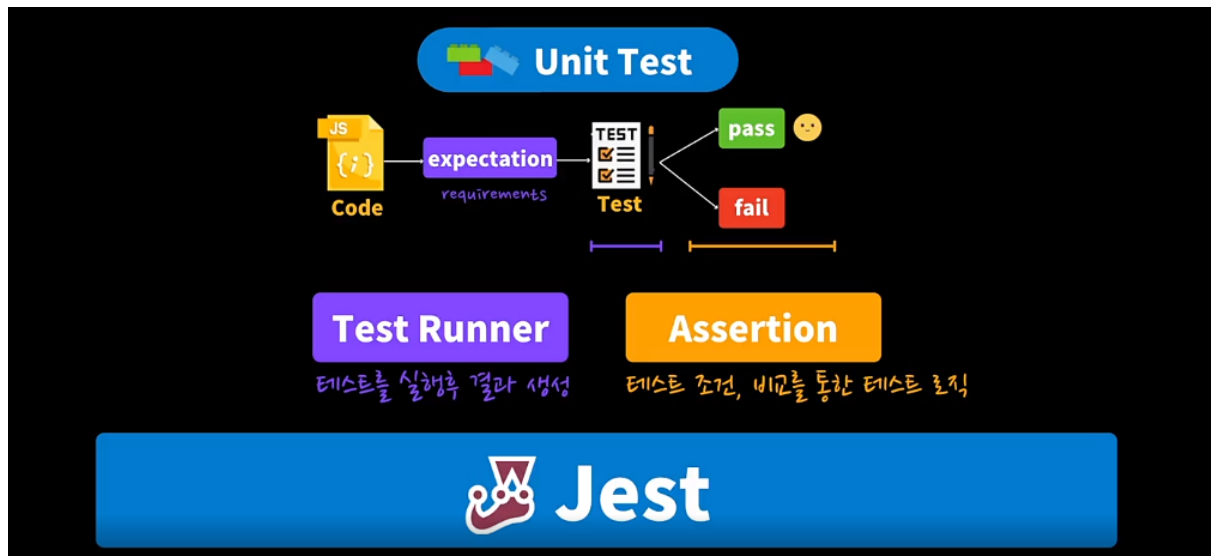 Unit Test
JS
{i}
Code
expectation
requirements
TEST
Test
pass
fail
Test Runner
테스트를 실행후 결과 생성
Assertion
테스트 조건, 비교를 통한 테스트 로직
Jest